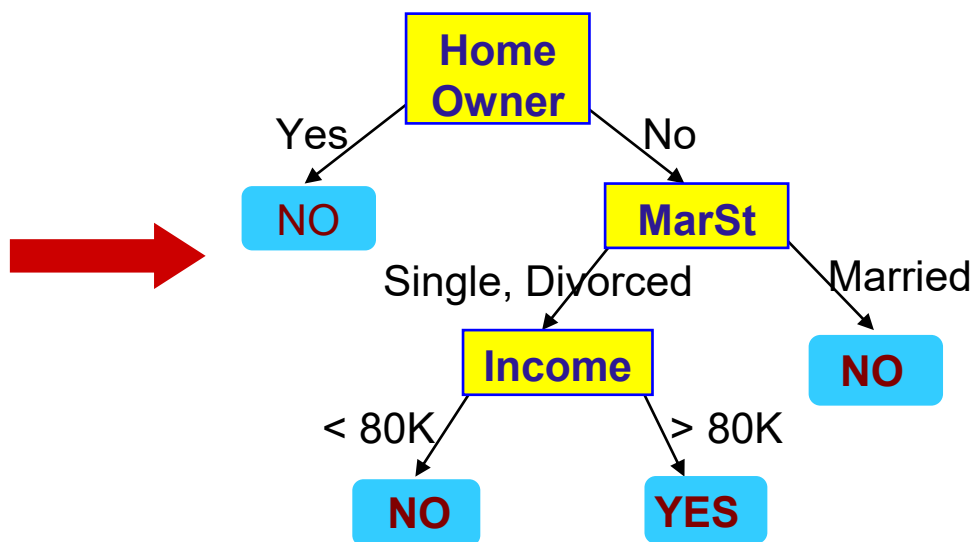 Home
Owner
Yes
No
NO
MarSt
Single, Divorced
Married
Income
NO
< 80K
> 80K
NO
YES